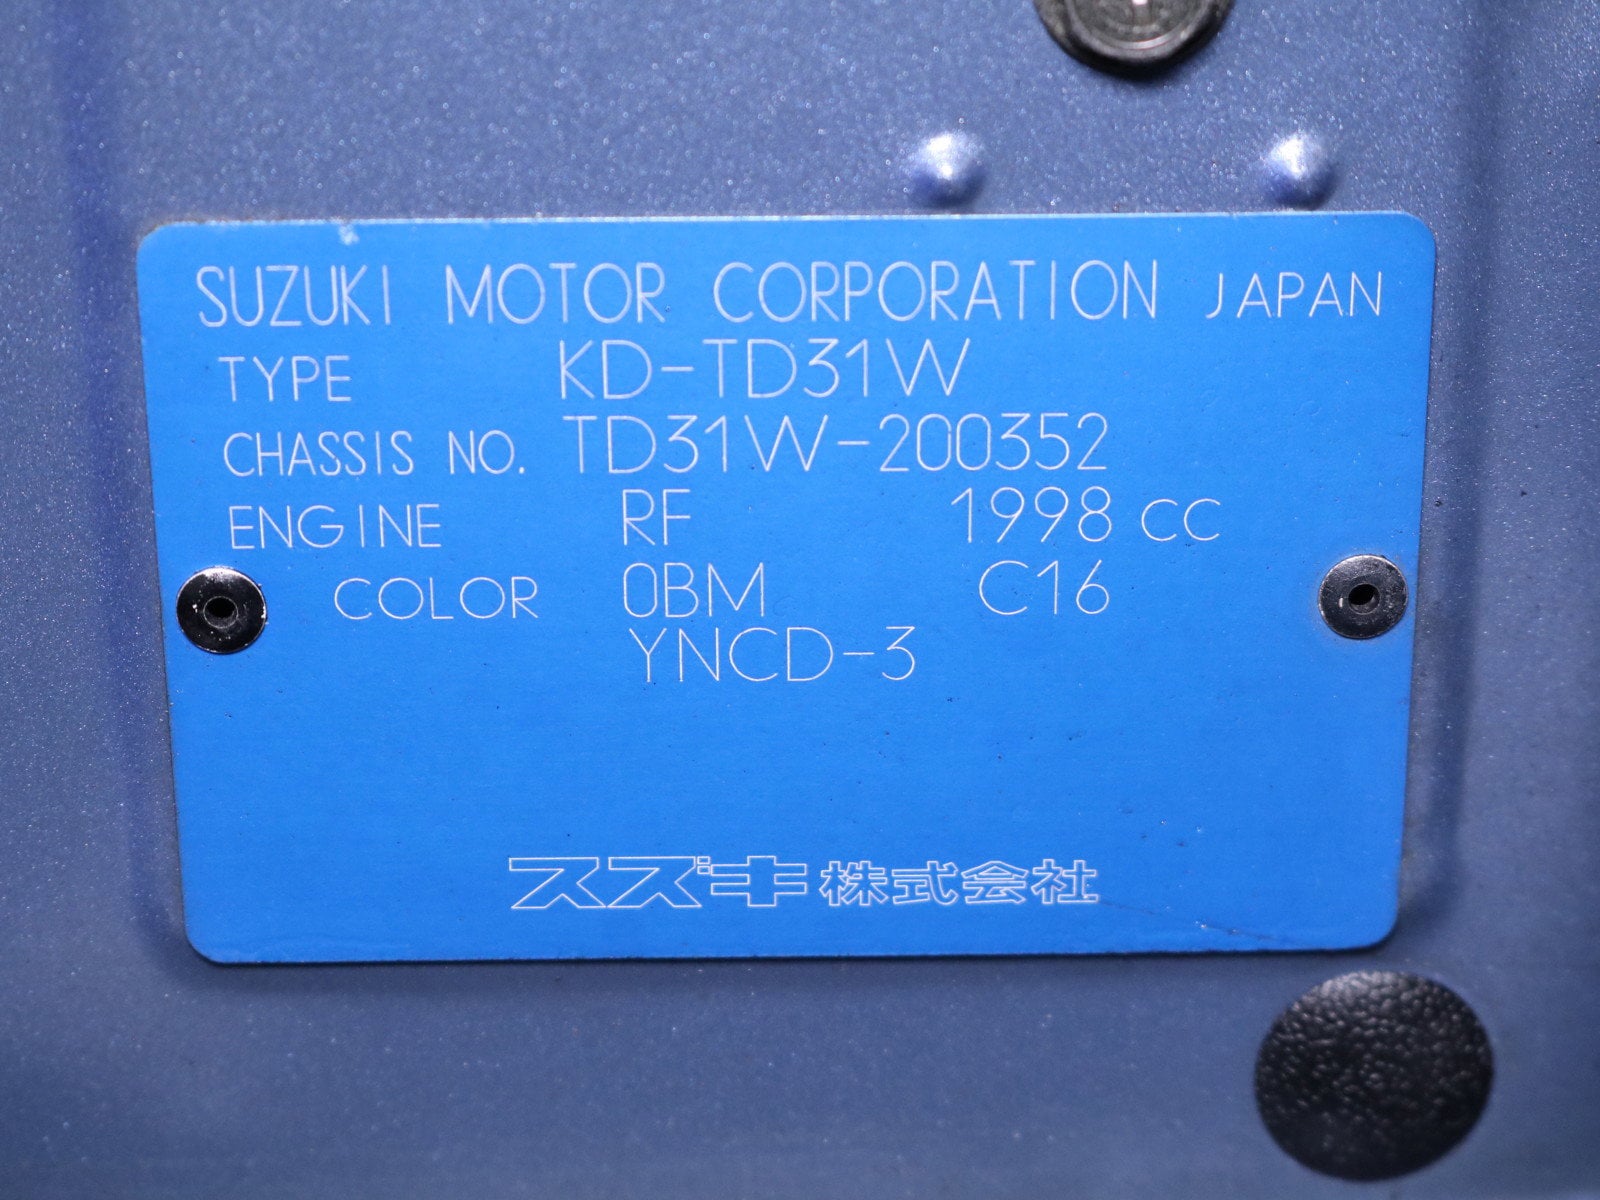 SUZUKI MOTOR CORPORATION JAPAN
TYPE KD-TD31W
CHASSIS NO. TD31W-200352
ENGINE RF 1998 CC
COLOR 0BM C16
YNCD-3
スズキ株式会社